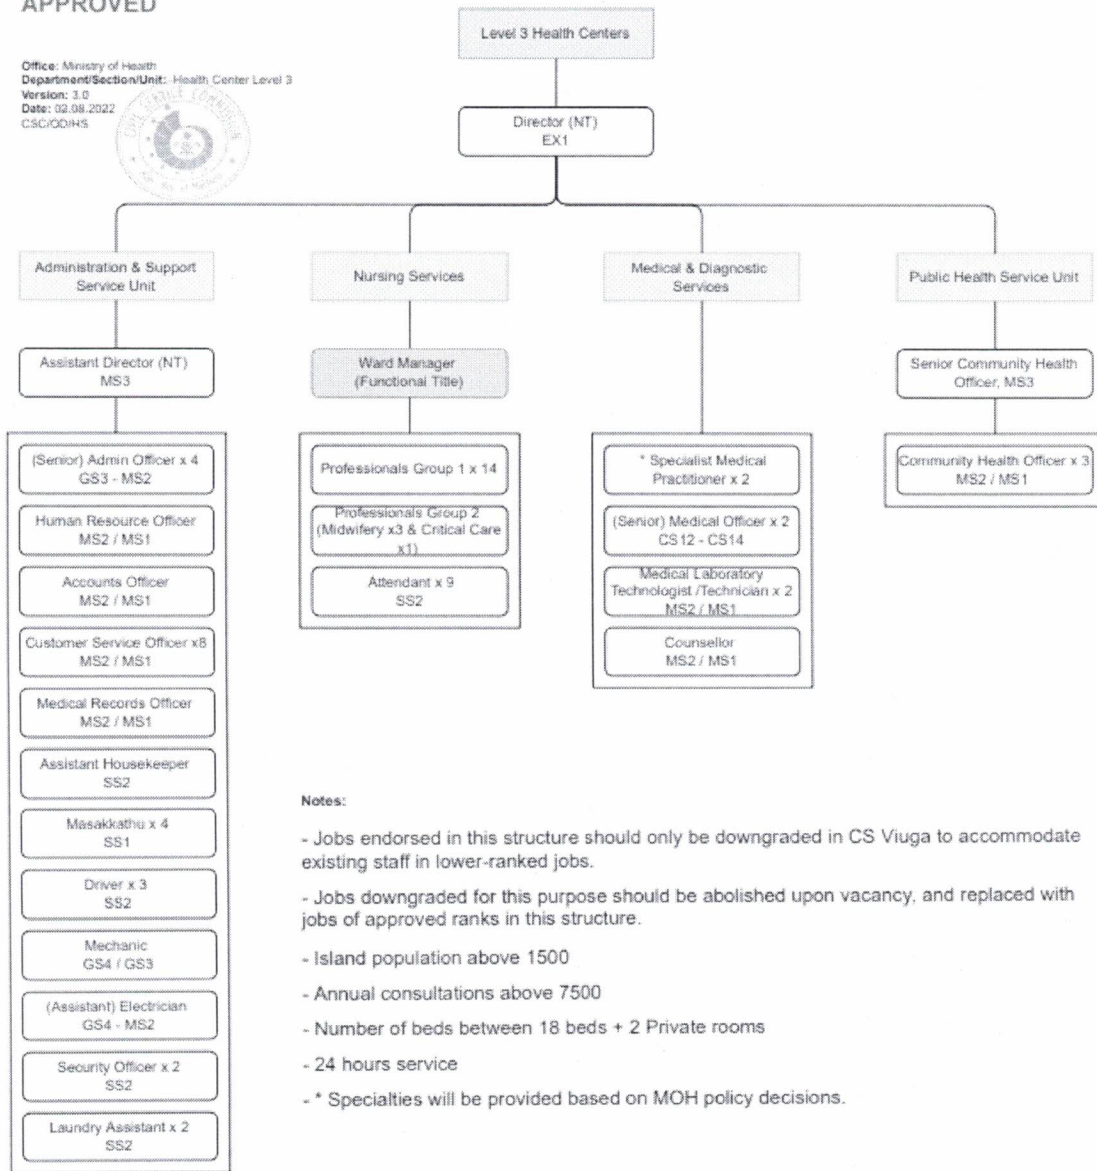 APPROVED
Office: Ministry of Health
Department/Section/Unit: Health Center Level 3
Version: 3.0
Date: 02.08.2022
CSC/OD/HS
CIVIL SERVICE COMMISSION
Level 3 Health Centers
Director (NT)
EX1
Administration & Support
Service Unit
Assistant Director (NT)
MS3
(Senior) Admin Officer x 4
GS3 - MS2
Human Resource Officer
MS2 / MS1
Accounts Officer
MS2 / MS1
Customer Service Officer x8
MS2 / MS1
Medical Records Officer
MS2 / MS1
Assistant Housekeeper
SS2
Masakkathu x 4
SS1
Driver x 3
SS2
Mechanic
GS4 / GS3
(Assistant) Electrician
GS4 - MS2
Security Officer x 2
SS2
Laundry Assistant x 2
SS2
Nursing Services
Ward Manager
(Functional Title)
Professionals Group 1 x 14
Professionals Group 2
(Midwifery x3 & Critical Care
x1)
Attendant x 9
SS2
Medical & Diagnostic
Services
* Specialist Medical
Practitioner x 2
(Senior) Medical Officer x 2
CS12 - CS14
Medical Laboratory
Technologist /Technician x 2
MS2 / MS1
Counsellor
MS2 / MS1
Public Health Service Unit
Senior Community Health
Officer, MS3
Community Health Officer x 3
MS2 / MS1
Notes:
- Jobs endorsed in this structure should only be downgraded in CS Viuga to accommodate
existing staff in lower-ranked jobs.
- Jobs downgraded for this purpose should be abolished upon vacancy, and replaced with
jobs of approved ranks in this structure.
- Island population above 1500
- Annual consultations above 7500
- Number of beds between 18 beds + 2 Private rooms
- 24 hours service
- * Specialties will be provided based on MOH policy decisions.